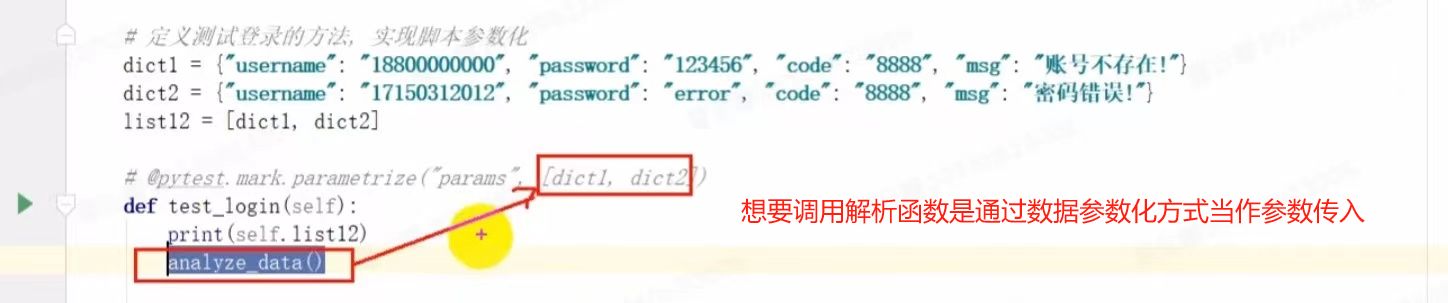 # 定义测试登录的方法, 实现脚本参数化
dict1 = {"username": "18800000000", "password": "123456", "code": "8888", "msg": "账号不存在!"}
dict2 = {"username": "17150312012", "password": "error", "code": "8888", "msg": "密码错误!"}
list12 = [dict1, dict2]
# @pytest.mark.parametrize("params", [dict1, dict2])
def test_login(self):
print(self.list12)
analyze_data()
想要调用解析函数是通过数据参数化方式当作参数传入